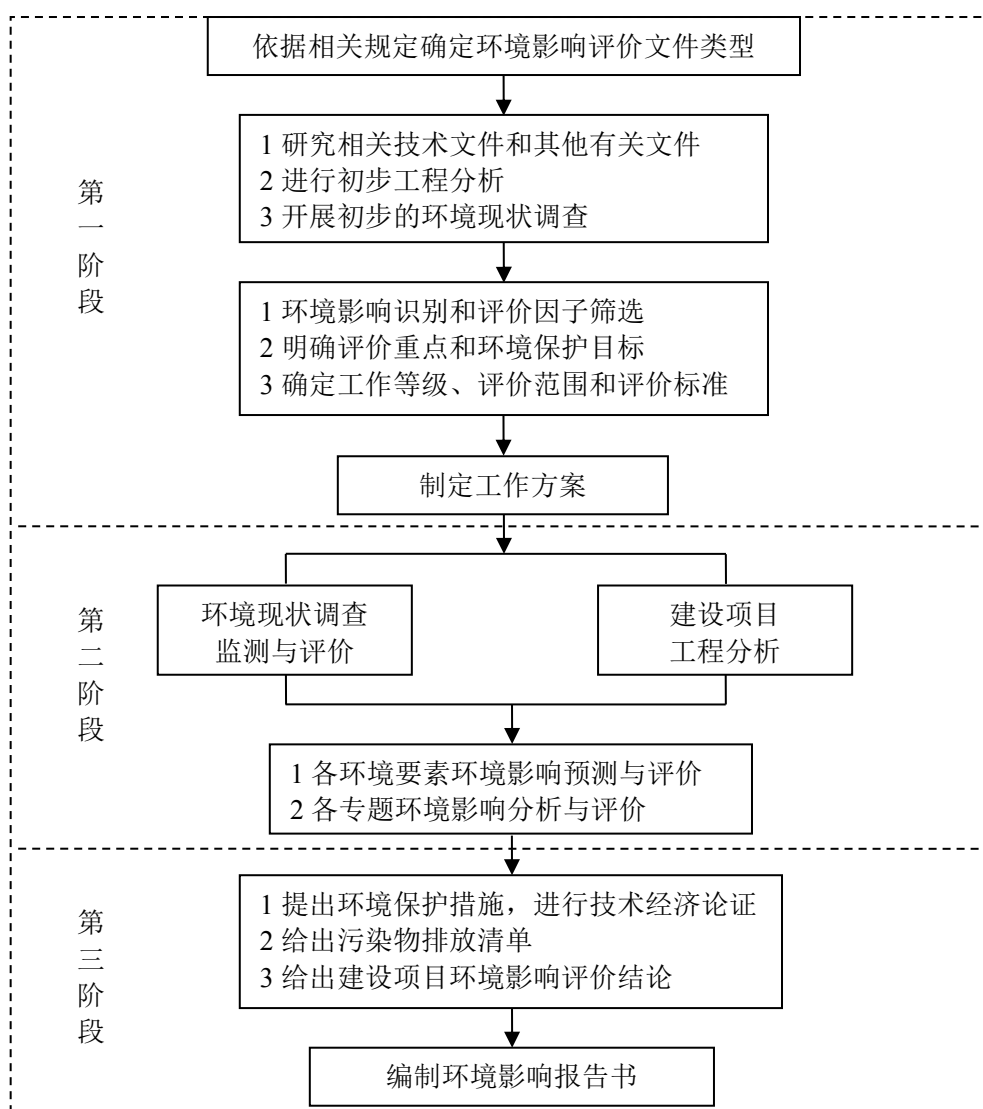 依据相关规定确定环境影响评价文件类型
1 研究相关技术文件和其他有关文件
2 进行初步工程分析
3 开展初步的环境现状调查
第
一
阶
段
1 环境影响识别和评价因子筛选
2 明确评价重点和环境保护目标
3 确定工作等级、评价范围和评价标准
制定工作方案
第
二
阶
段
环境现状调查
监测与评价
建设项目
工程分析
1 各环境要素环境影响预测与评价
2 各专题环境影响分析与评价
第
三
阶
段
1 提出环境保护措施，进行技术经济论证
2 给出污染物排放清单
3 给出建设项目环境影响评价结论
编制环境影响报告书